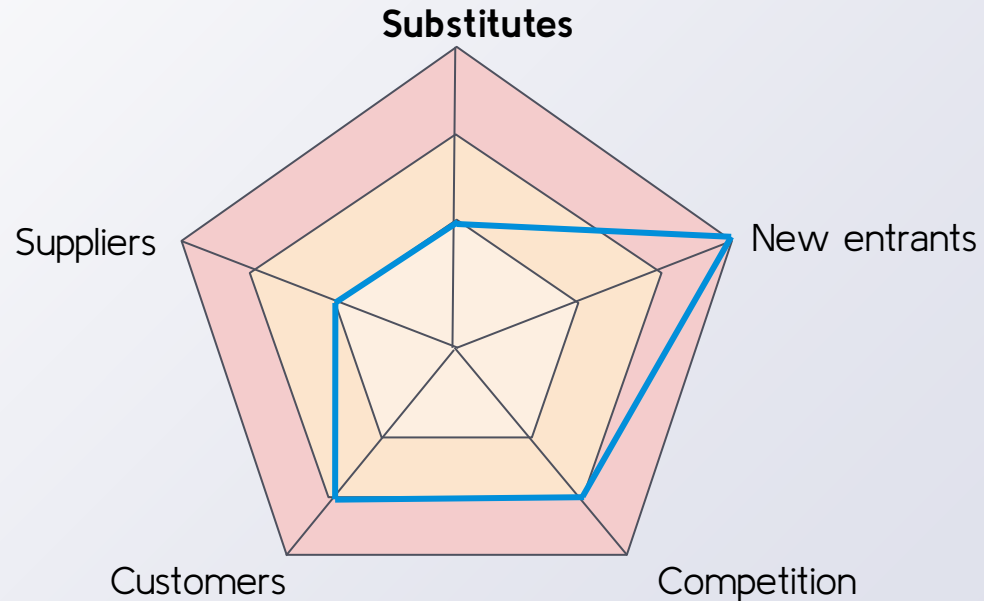 Substitutes
Suppliers
New entrants
Customers
Competition